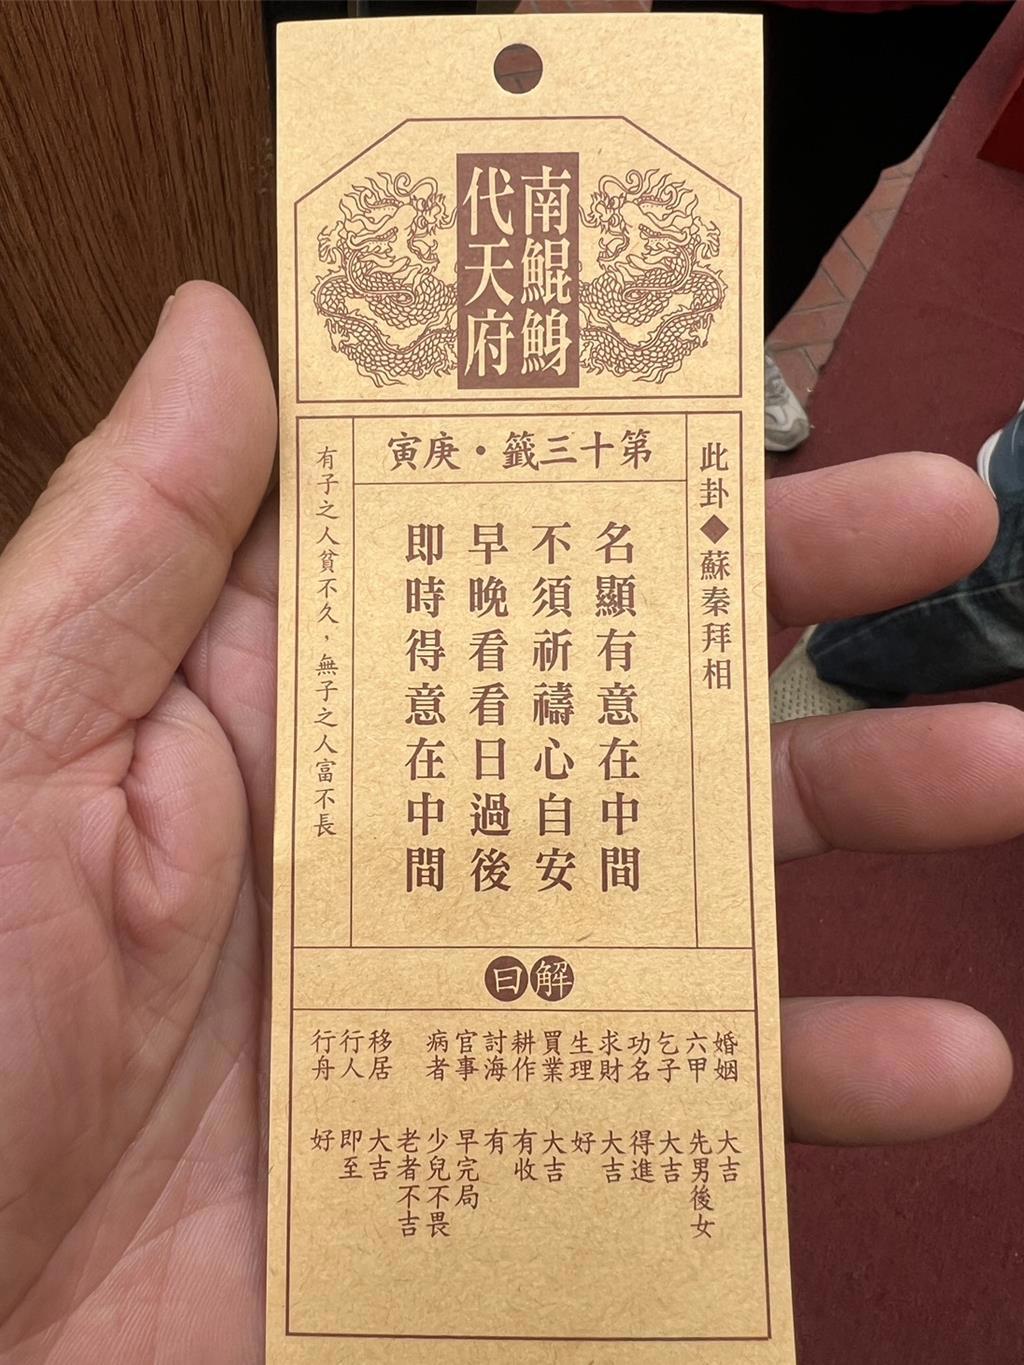 南鯤鯓
代天府
第十三籤・庚寅
此卦◆蘇秦拜相
名顯有意在中間
不須祈禱心自安
早晚看看日過後
即時得意在中間
有子之人貧不久，無子之人富不長
解曰
婚姻 大吉
六甲 先男後女
乞子 大吉
功名 得進
求財 大吉
生理 好
買業 大吉
耕作 有收
討海 有
官事 早完局
病者 少兒不畏
老者不吉
移居 大吉
行人 即至
行舟 好